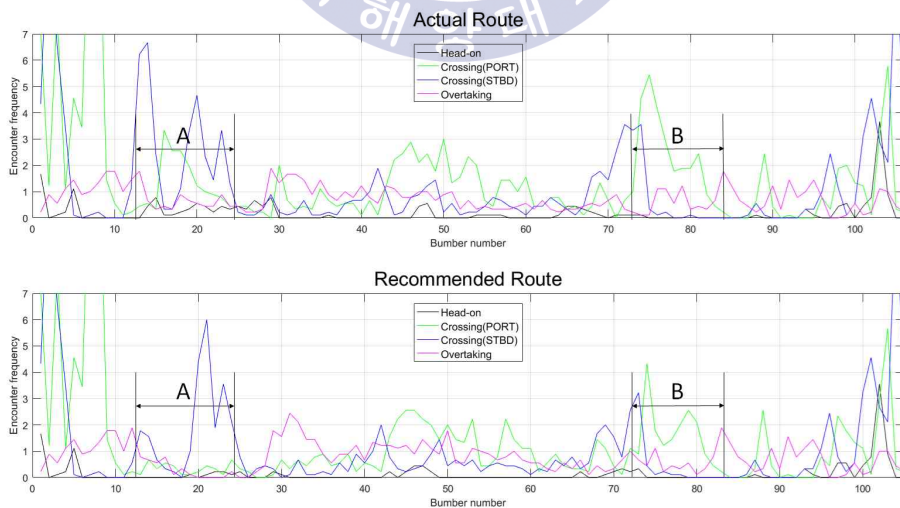 해양대
Actual Route
7
6
5
4
3
2
1
0
Encounter frequency
Head-on
Crossing(PORT)
Crossing(STBD)
Overtaking
A
B
0 10 20 30 40 50 60 70 80 90 100
Bumber number
Recommended Route
7
6
5
4
3
2
1
0
Encounter frequency
Head-on
Crossing(PORT)
Crossing(STBD)
Overtaking
A
B
0 10 20 30 40 50 60 70 80 90 100
Bumber number